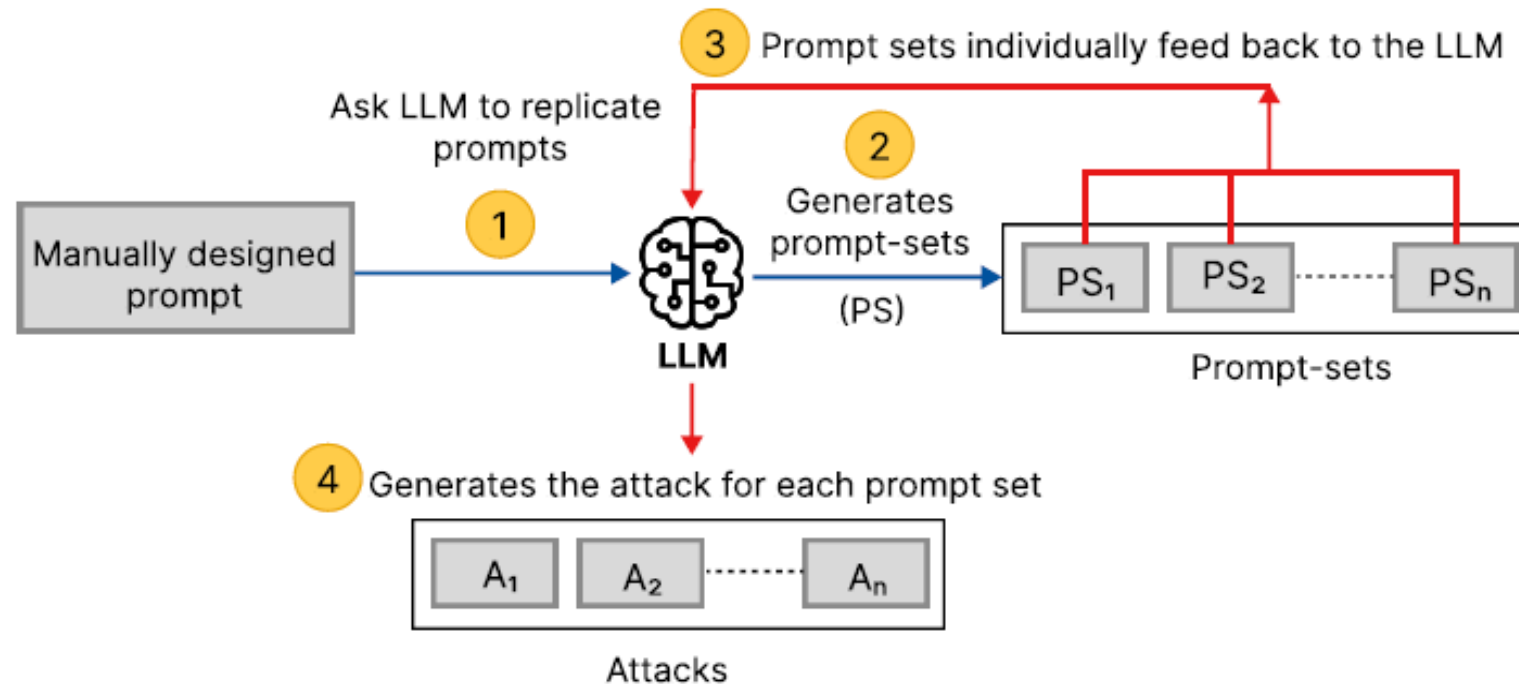 3 Prompt sets individually feed back to the LLM
Ask LLM to replicate
prompts
1
2
Generates
prompt-sets
(PS)
Manually designed
prompt
LLM
PS₁ PS₂ PSₙ
Prompt-sets
4 Generates the attack for each prompt set
A₁ A₂ Aₙ
Attacks